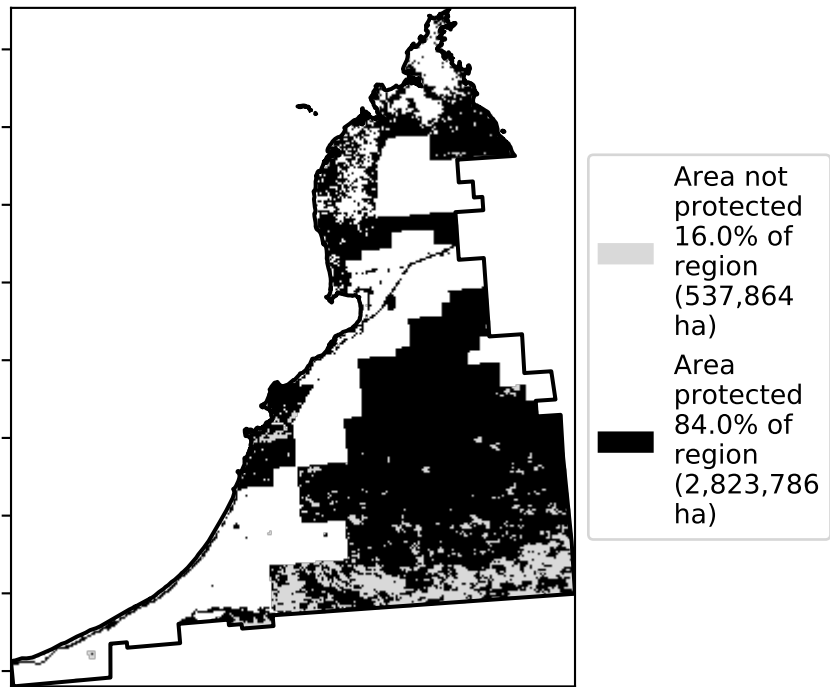 Area not
protected
16.0% of
region
(537,864
ha)
Area
protected
84.0% of
region
(2,823,786
ha)